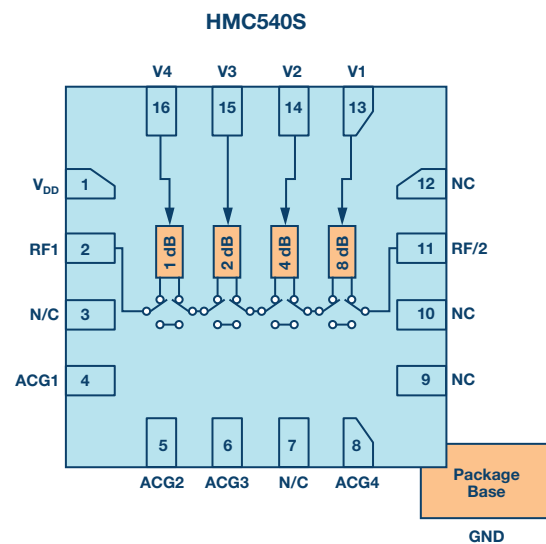 HMC540S
V4 V3 V2 V1
16 15 14 13
VDD 1
12 NC
RF1 2
1 dB
2 dB
4 dB
8 dB
11 RF/2
N/C 3
10 NC
ACG1 4
9 NC
5 6 7 8
ACG2 ACG3 N/C ACG4
Package
Base
GND